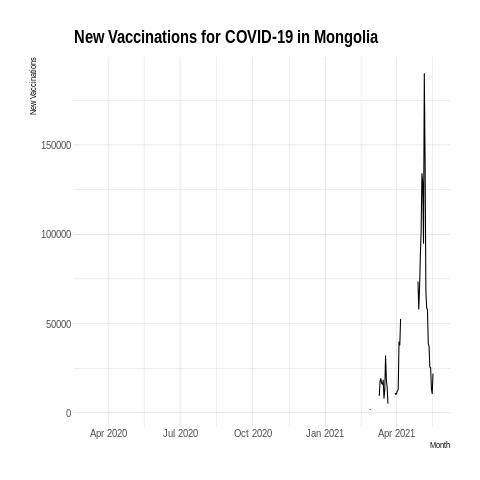 New Vaccinations for COVID-19 in Mongolia
New Vaccinations
150000
100000
50000
0
Apr 2020 Jul 2020 Oct 2020 Jan 2021 Apr 2021
Month